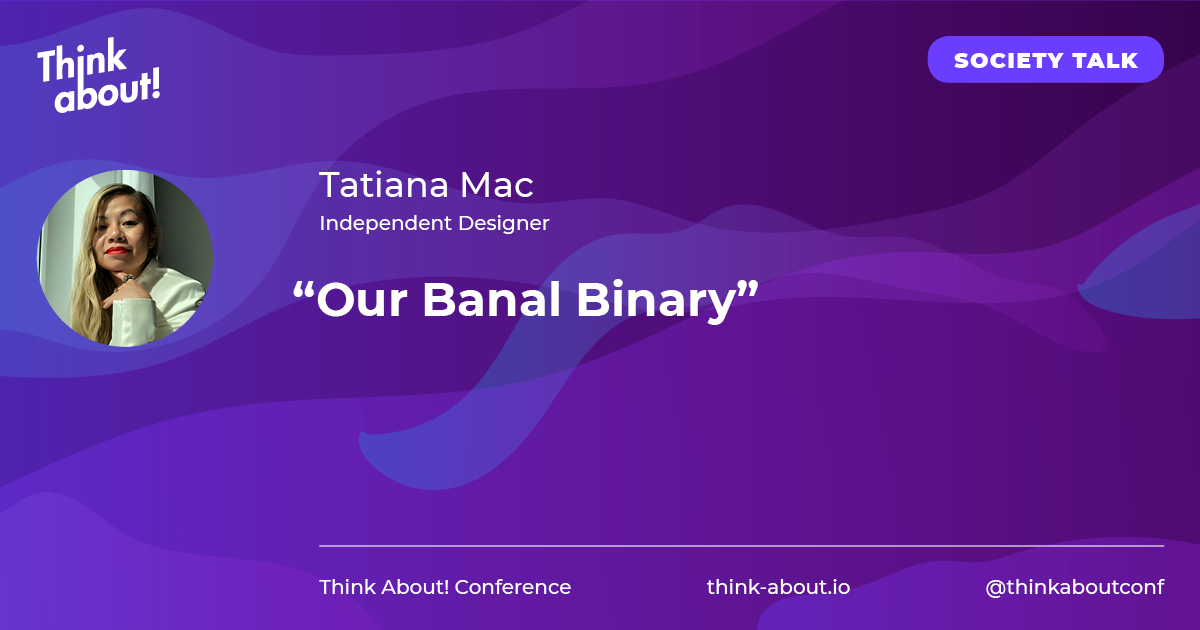 Think
about!
SOCIETY TALK
Tatiana Mac
Independent Designer
“Our Banal Binary”
Think About! Conference
think-about.io
@thinkaboutconf